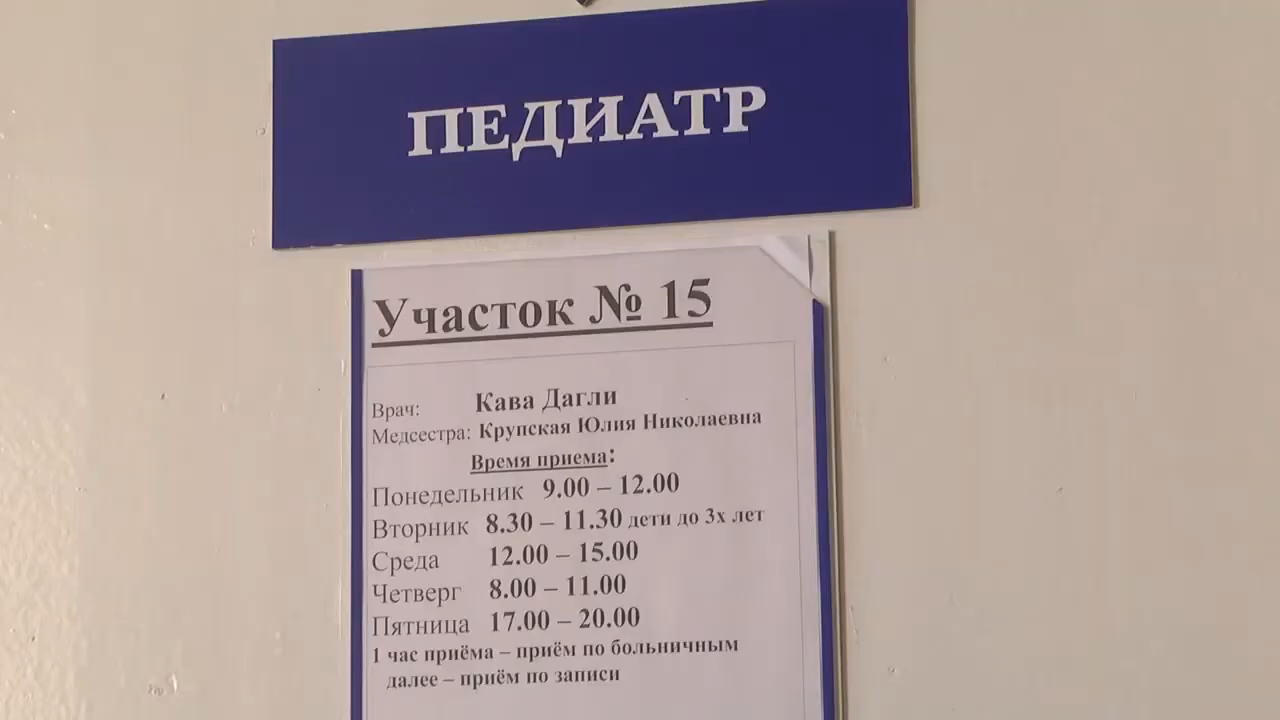 ПЕДИАТР
Участок № 15
Врач: Кава Дагли
Медсестра: Крупская Юлия Николаевна
Время приема:
Понедельник 9.00 – 12.00
Вторник 8.30 – 11.30 дети до 3х лет
Среда 12.00 – 15.00
Четверг 8.00 – 11.00
Пятница 17.00 – 20.00
1 час приёма – приём по больничным
далее – приём по записи